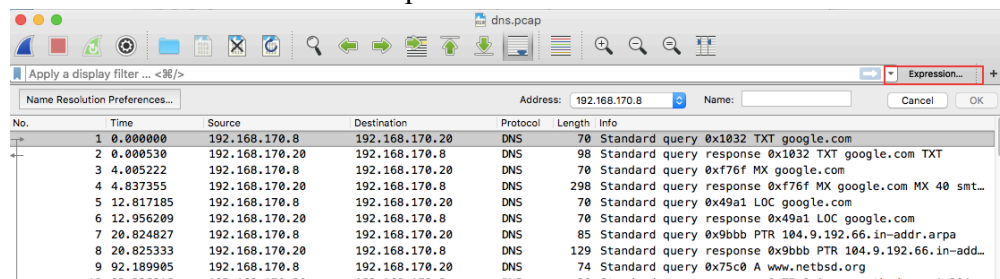 dns.pcap
Apply a display filter ... <⌘/>
Expression...
+
Name Resolution Preferences...
Address: 192.168.170.8
Name:
Cancel
OK
No. Time Source Destination Protocol Length Info
1 0.000000 192.168.170.8 192.168.170.20 DNS 70 Standard query 0x1032 TXT google.com
2 0.000530 192.168.170.20 192.168.170.8 DNS 98 Standard query response 0x1032 TXT google.com TXT
3 4.005222 192.168.170.8 192.168.170.20 DNS 70 Standard query 0xf76f MX google.com
4 4.837355 192.168.170.20 192.168.170.8 DNS 298 Standard query response 0xf76f MX google.com MX 40 smt…
5 12.817185 192.168.170.8 192.168.170.20 DNS 70 Standard query 0x49a1 LOC google.com
6 12.956209 192.168.170.20 192.168.170.8 DNS 70 Standard query response 0x49a1 LOC google.com
7 20.824827 192.168.170.8 192.168.170.20 DNS 85 Standard query 0x9bbb PTR 104.9.192.66.in-addr.arpa
8 20.825333 192.168.170.20 192.168.170.8 DNS 129 Standard query response 0x9bbb PTR 104.9.192.66.in-add…
9 92.189905 192.168.170.8 192.168.170.20 DNS 74 Standard query 0x75c0 A www.netbsd.org